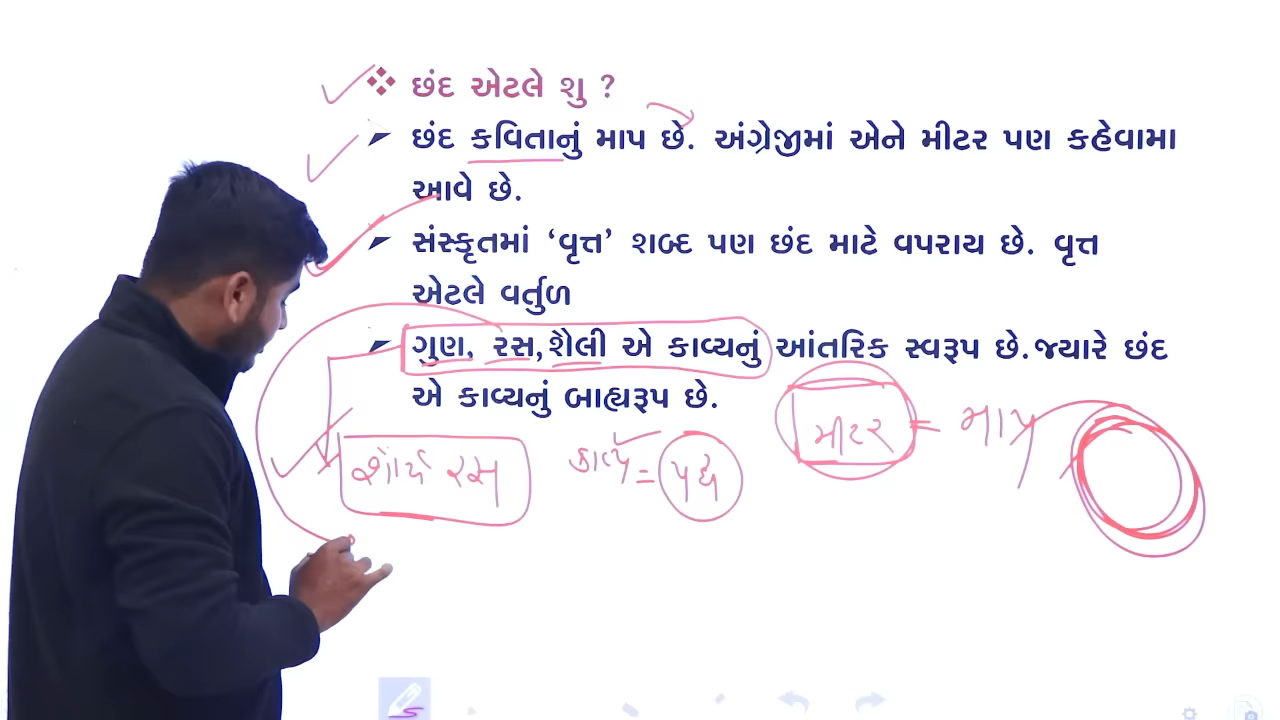 છંદ એટલે શુ ?
છંદ કવિતાનું માપ છે. અંગ્રેજીમાં એને મીટર પણ કહેવામા
આવે છે.
સંસ્કૃતમાં ‘વૃત્ત’ શબ્દ પણ છંદ માટે વપરાય છે. વૃત્ત
એટલે વર્તુળ
ગુણ, રસ,શૈલી એ કાવ્યનું આંતરિક સ્વરૂપ છે.જ્યારે છંદ
એ કાવ્યનું બાહ્યરૂપ છે.
મીટર = માપ
શૌર્ય રસ
કાવ્ય = પદ્ય